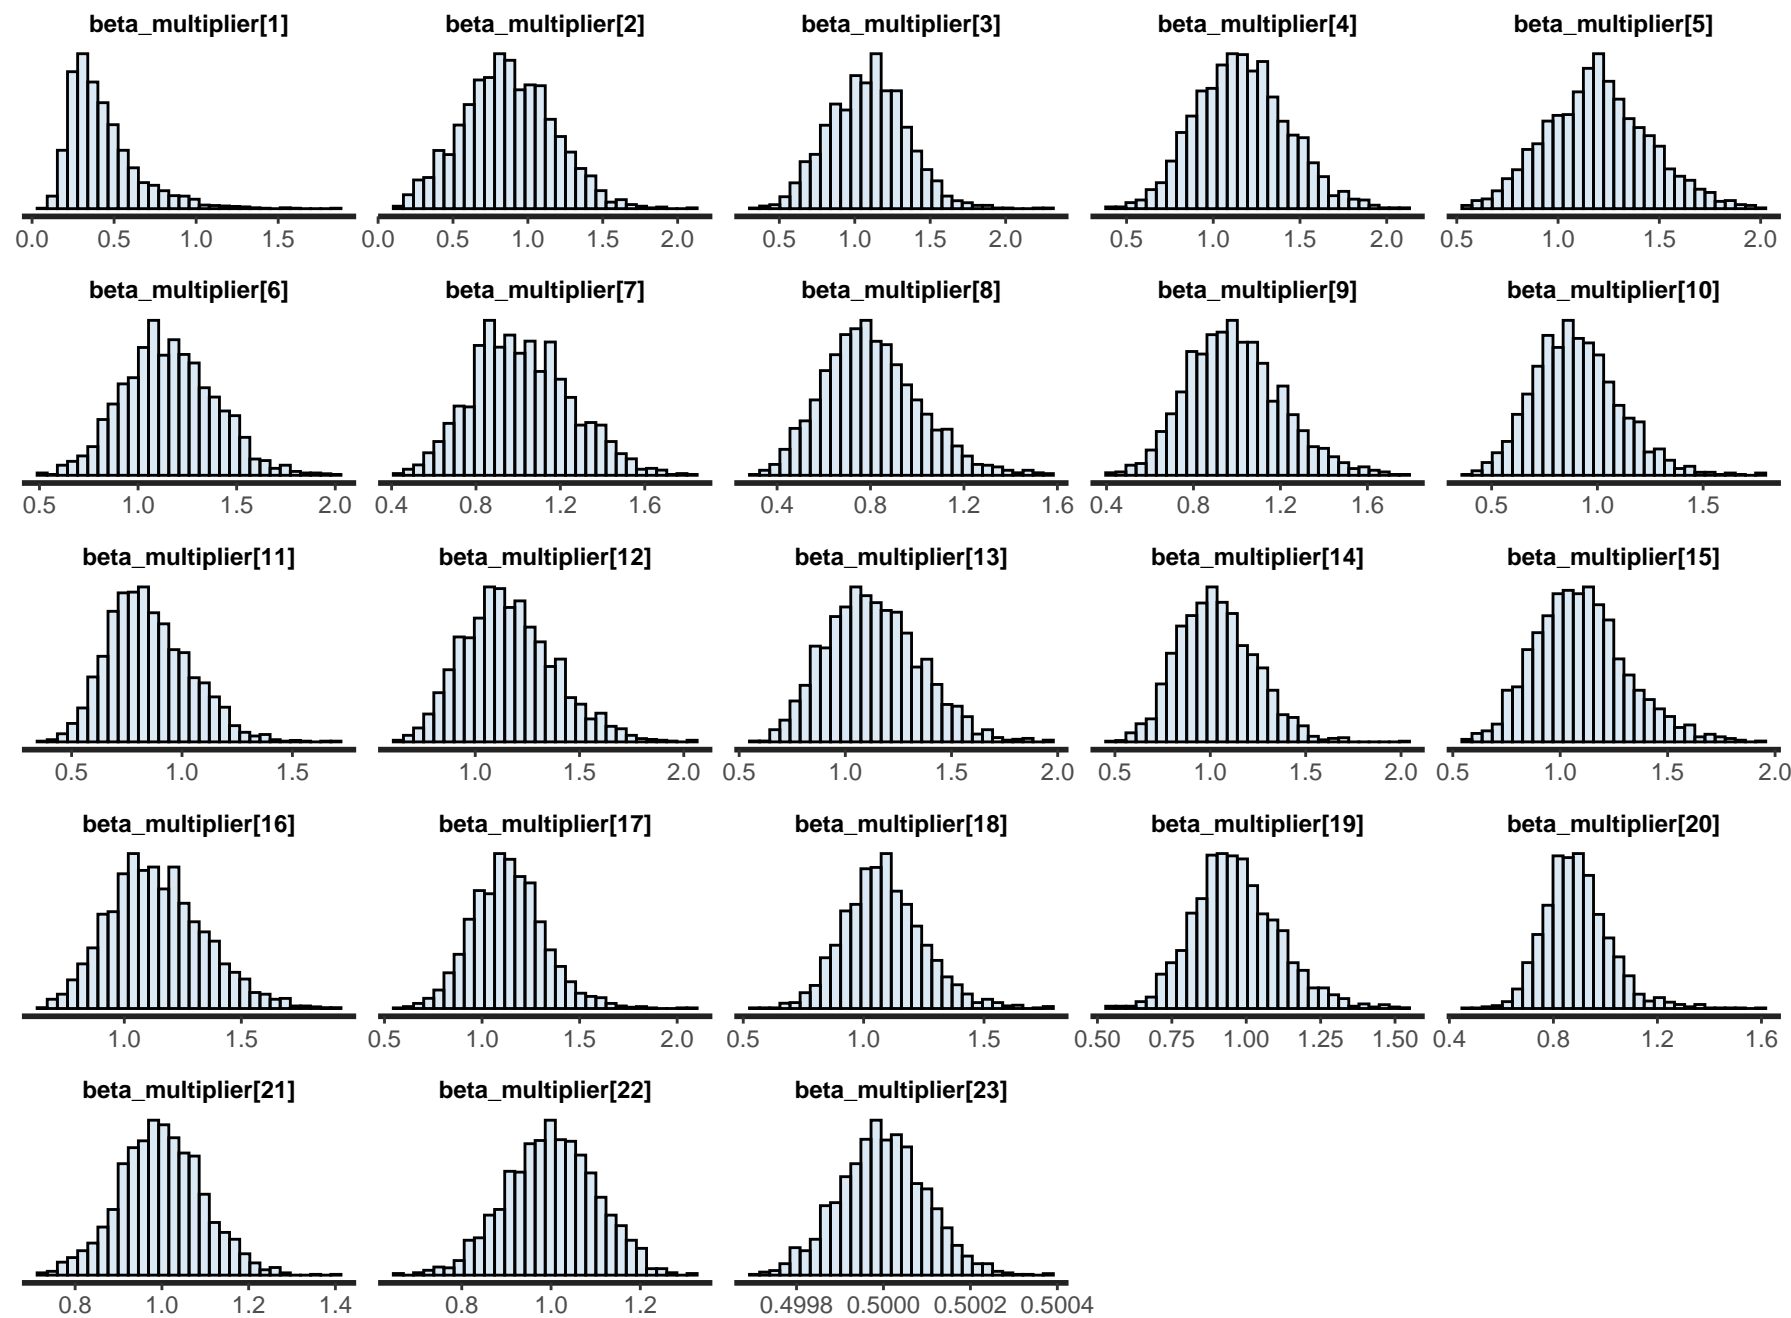 beta_multiplier[1] beta_multiplier[2] beta_multiplier[3] beta_multiplier[4] beta_multiplier[5]
0.0 0.5 1.0 1.5 0.0 0.5 1.0 1.5 2.0 0.5 1.0 1.5 2.0 0.5 1.0 1.5 2.0 0.5 1.0 1.5 2.0
beta_multiplier[6] beta_multiplier[7] beta_multiplier[8] beta_multiplier[9] beta_multiplier[10]
0.5 1.0 1.5 2.0 0.4 0.8 1.2 1.6 0.4 0.8 1.2 1.6 0.4 0.8 1.2 1.6 0.5 1.0 1.5
beta_multiplier[11] beta_multiplier[12] beta_multiplier[13] beta_multiplier[14] beta_multiplier[15]
0.5 1.0 1.5 1.0 1.5 2.0 0.5 1.0 1.5 2.0 0.5 1.0 1.5 2.0 0.5 1.0 1.5 2.0
beta_multiplier[16] beta_multiplier[17] beta_multiplier[18] beta_multiplier[19] beta_multiplier[20]
1.0 1.5 0.5 1.0 1.5 2.0 0.5 1.0 1.5 0.50 0.75 1.00 1.25 1.50 0.4 0.8 1.2 1.6
beta_multiplier[21] beta_multiplier[22] beta_multiplier[23]
0.8 1.0 1.2 1.4 0.8 1.0 1.2 0.4998 0.5000 0.5002 0.5004